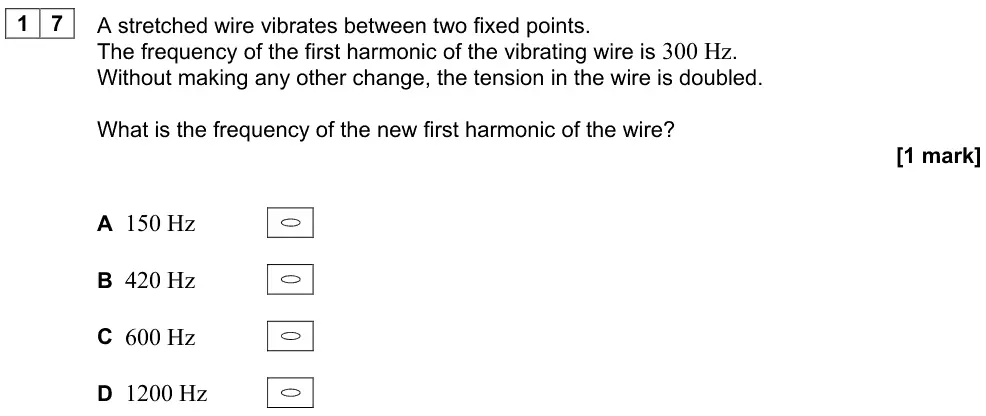 1 7 A stretched wire vibrates between two fixed points.
The frequency of the first harmonic of the vibrating wire is 300 Hz.
Without making any other change, the tension in the wire is doubled.
What is the frequency of the new first harmonic of the wire?
[1 mark]
A 150 Hz
B 420 Hz
C 600 Hz
D 1200 Hz